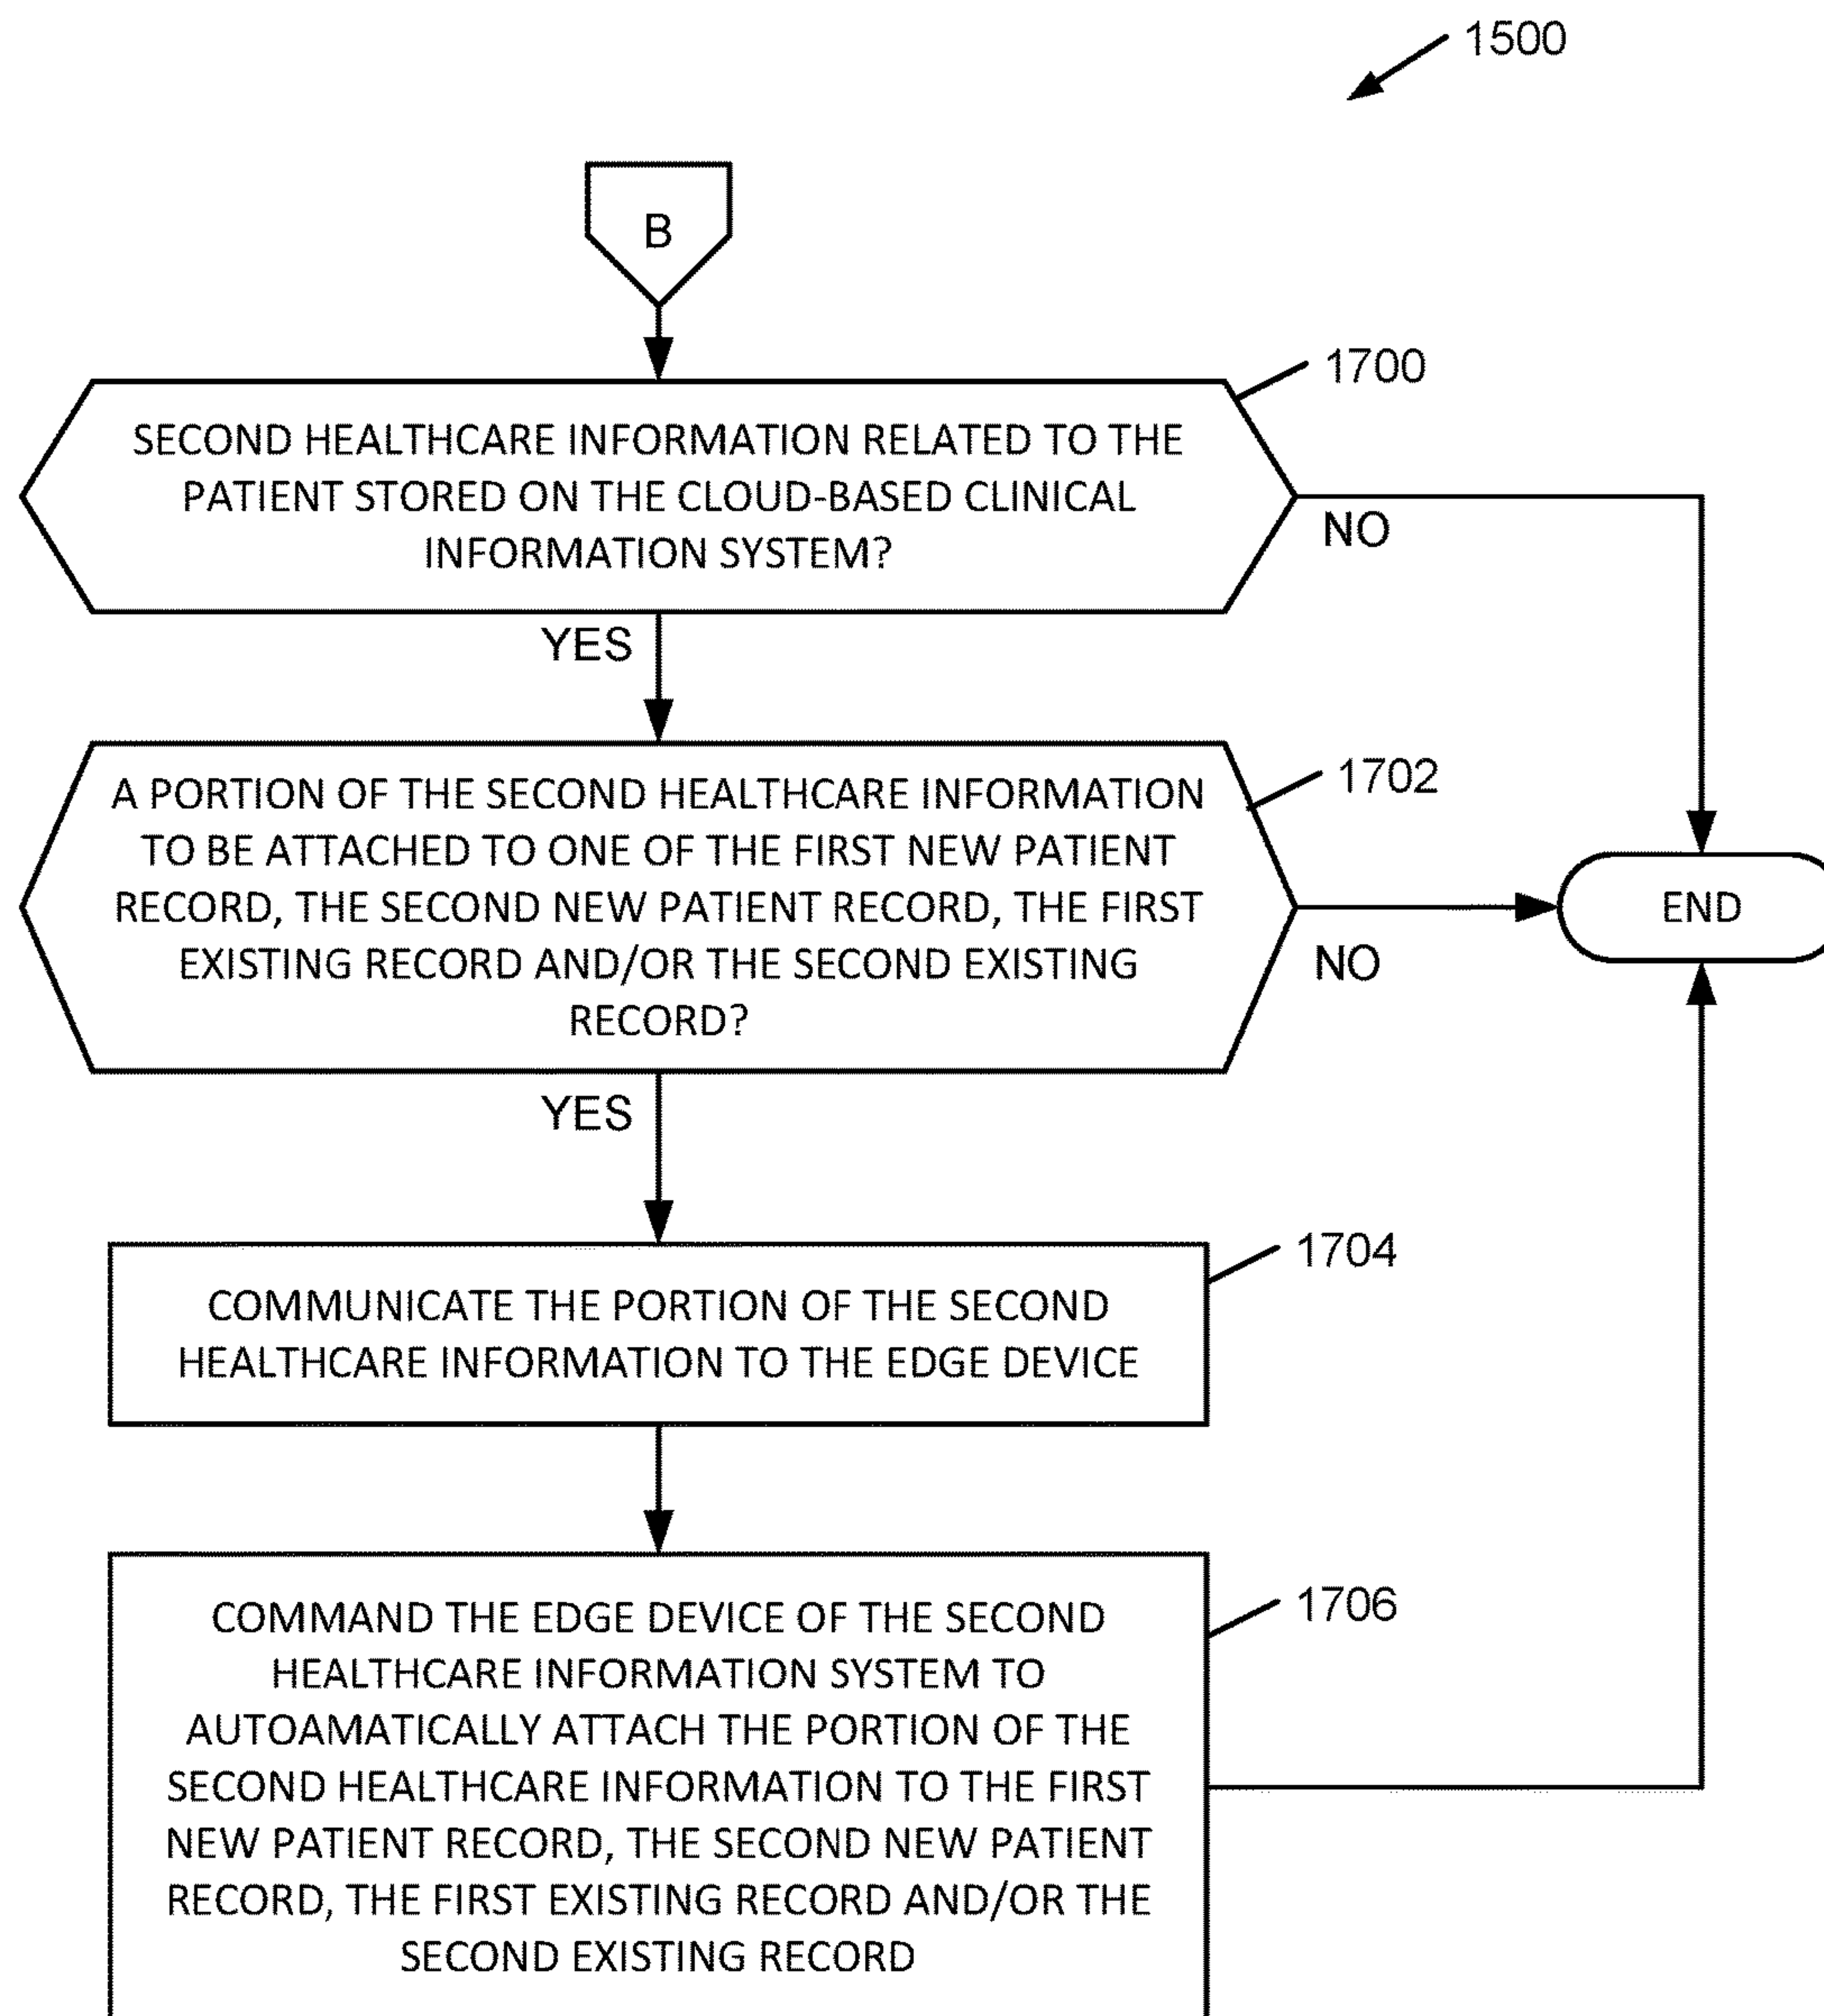 1500
B
1700
SECOND HEALTHCARE INFORMATION RELATED TO THE
PATIENT STORED ON THE CLOUD-BASED CLINICAL
INFORMATION SYSTEM?
NO
YES
1702
A PORTION OF THE SECOND HEALTHCARE INFORMATION
TO BE ATTACHED TO ONE OF THE FIRST NEW PATIENT
RECORD, THE SECOND NEW PATIENT RECORD, THE FIRST
EXISTING RECORD AND/OR THE SECOND EXISTING
RECORD?
END
NO
YES
1704
COMMUNICATE THE PORTION OF THE SECOND
HEALTHCARE INFORMATION TO THE EDGE DEVICE
1706
COMMAND THE EDGE DEVICE OF THE SECOND
HEALTHCARE INFORMATION SYSTEM TO
AUTOAMATICALLY ATTACH THE PORTION OF THE
SECOND HEALTHCARE INFORMATION TO THE FIRST
NEW PATIENT RECORD, THE SECOND NEW PATIENT
RECORD, THE FIRST EXISTING RECORD AND/OR THE
SECOND EXISTING RECORD